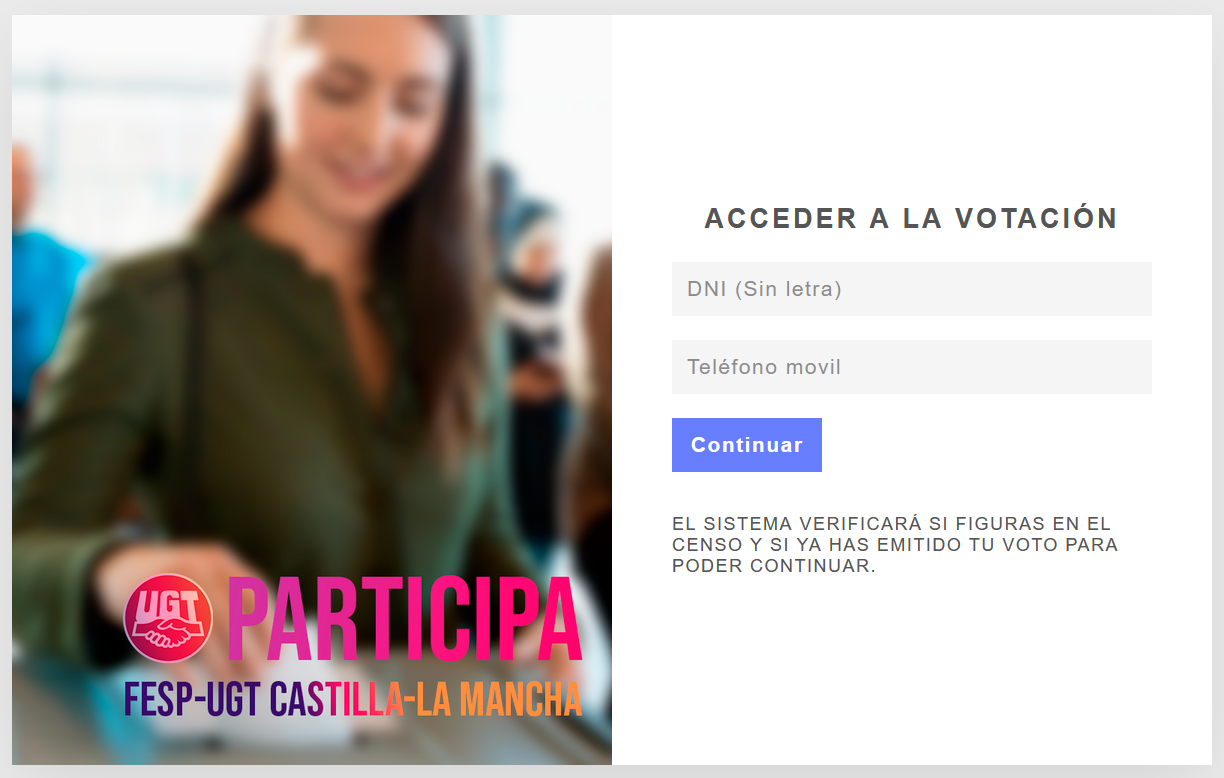 ACCEDER A LA VOTACIÓN
DNI (Sin letra)
Teléfono movil
Continuar
EL SISTEMA VERIFICARÁ SI FIGURAS EN EL
CENSO Y SI YA HAS EMITIDO TU VOTO PARA
PODER CONTINUAR.
UGT
PARTICIPA
FESP-UGT CASTILLA-LA MANCHA